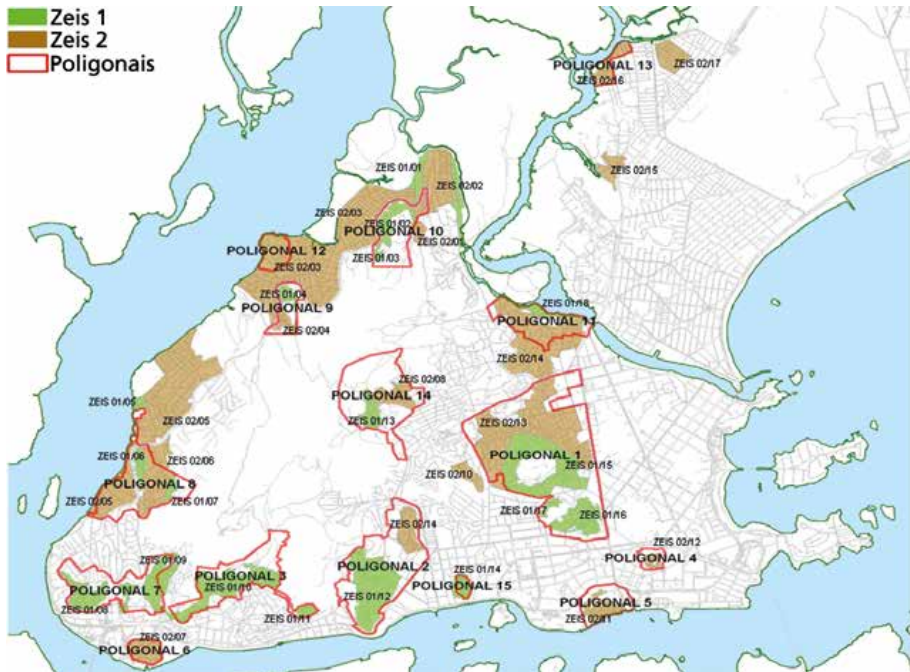 Zeis 1
Zeis 2
Poligonais
POLIGONAL 13
ZEIS 02/16
ZEIS 02/17
ZEIS 02/15
ZEIS 01/01
ZEIS 02/02
ZEIS 02/03
ZEIS 01/02
POLIGONAL 10
ZEIS 02/01
ZEIS 01/03
POLIGONAL 12
ZEIS 02/03
ZEIS 01/04
POLIGONAL 9
ZEIS 02/04
ZEIS 01/18
POLIGONAL 11
ZEIS 02/14
ZEIS 02/08
POLIGONAL 14
ZEIS 01/13
ZEIS 01/05
ZEIS 02/05
ZEIS 02/13
POLIGONAL 1
ZEIS 01/15
ZEIS 01/06
ZEIS 02/06
POLIGONAL 8
ZEIS 02/05
ZEIS 01/07
ZEIS 02/10
ZEIS 01/17
ZEIS 01/16
ZEIS 02/14
ZEIS 02/12
POLIGONAL 4
ZEIS 01/09
POLIGONAL 3
ZEIS 01/10
POLIGONAL 7
ZEIS 01/08
POLIGONAL 2
ZEIS 01/12
ZEIS 01/14
POLIGONAL 15
ZEIS 01/11
POLIGONAL 5
ZEIS 02/11
ZEIS 02/07
POLIGONAL 6